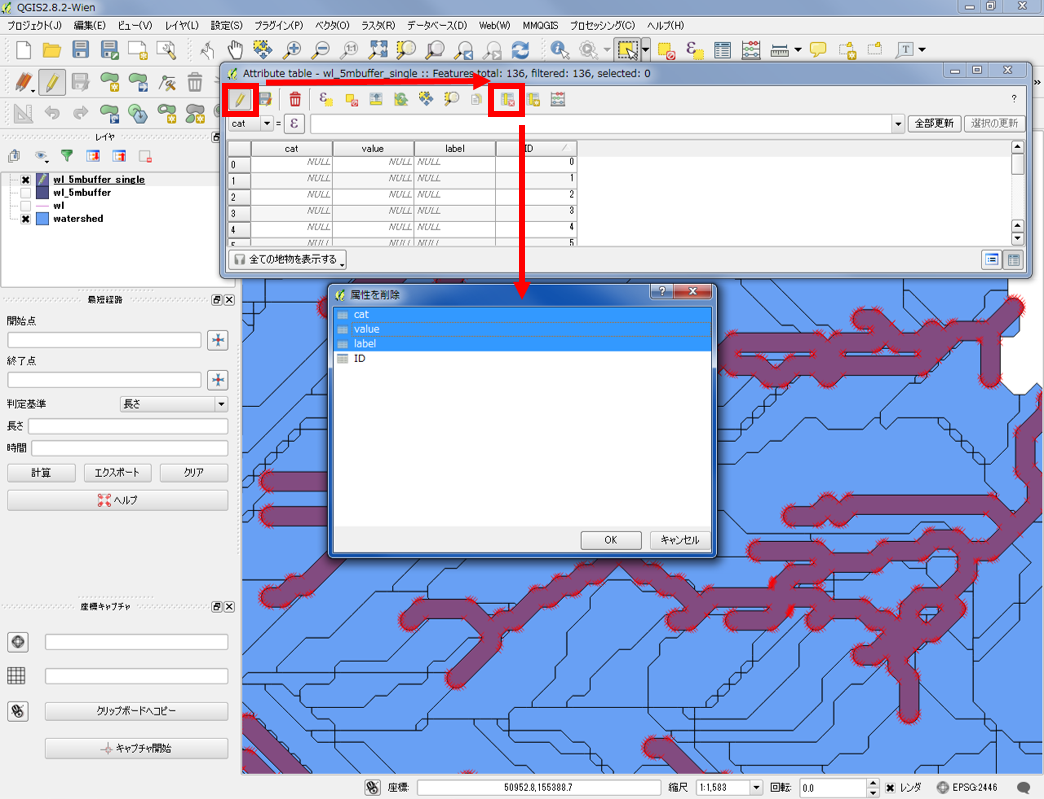 QGIS2.8.2-Wien
プロジェクト(J) 編集(E) ビュー(V) レイヤ(L) 設定(S) プラグイン(P) ベクタ(O) ラスタ(R) データベース(D) Web(W) MMQGIS プロセッシング(C) ヘルプ(H)
Attribute table - wl_5mbuffer_single :: Features total: 136, filtered: 136, selected: 0
?
cat = ε 全部更新 選択の更新
cat value label ID
0 NULL NULL NULL 0
1 NULL NULL NULL 1
2 NULL NULL NULL 2
3 NULL NULL NULL 3
4 NULL NULL NULL 4
5 NULL NULL NULL 5
全ての地物を表示する
レイヤ
wl_5mbuffer_single
wl_5mbuffer
wl
watershed
属性を削除
cat
value
label
ID
OK キャンセル
最短経路
開始点
終了点
判定基準 長さ
長さ
時間
計算 エクスポート クリア
ヘルプ
座標キャプチャ
クリップボードへコピー
キャプチャ開始
座標: 50952.8,155388.7 縮尺 1:1,583 回転: 0.0 レンダ EPSG:2446